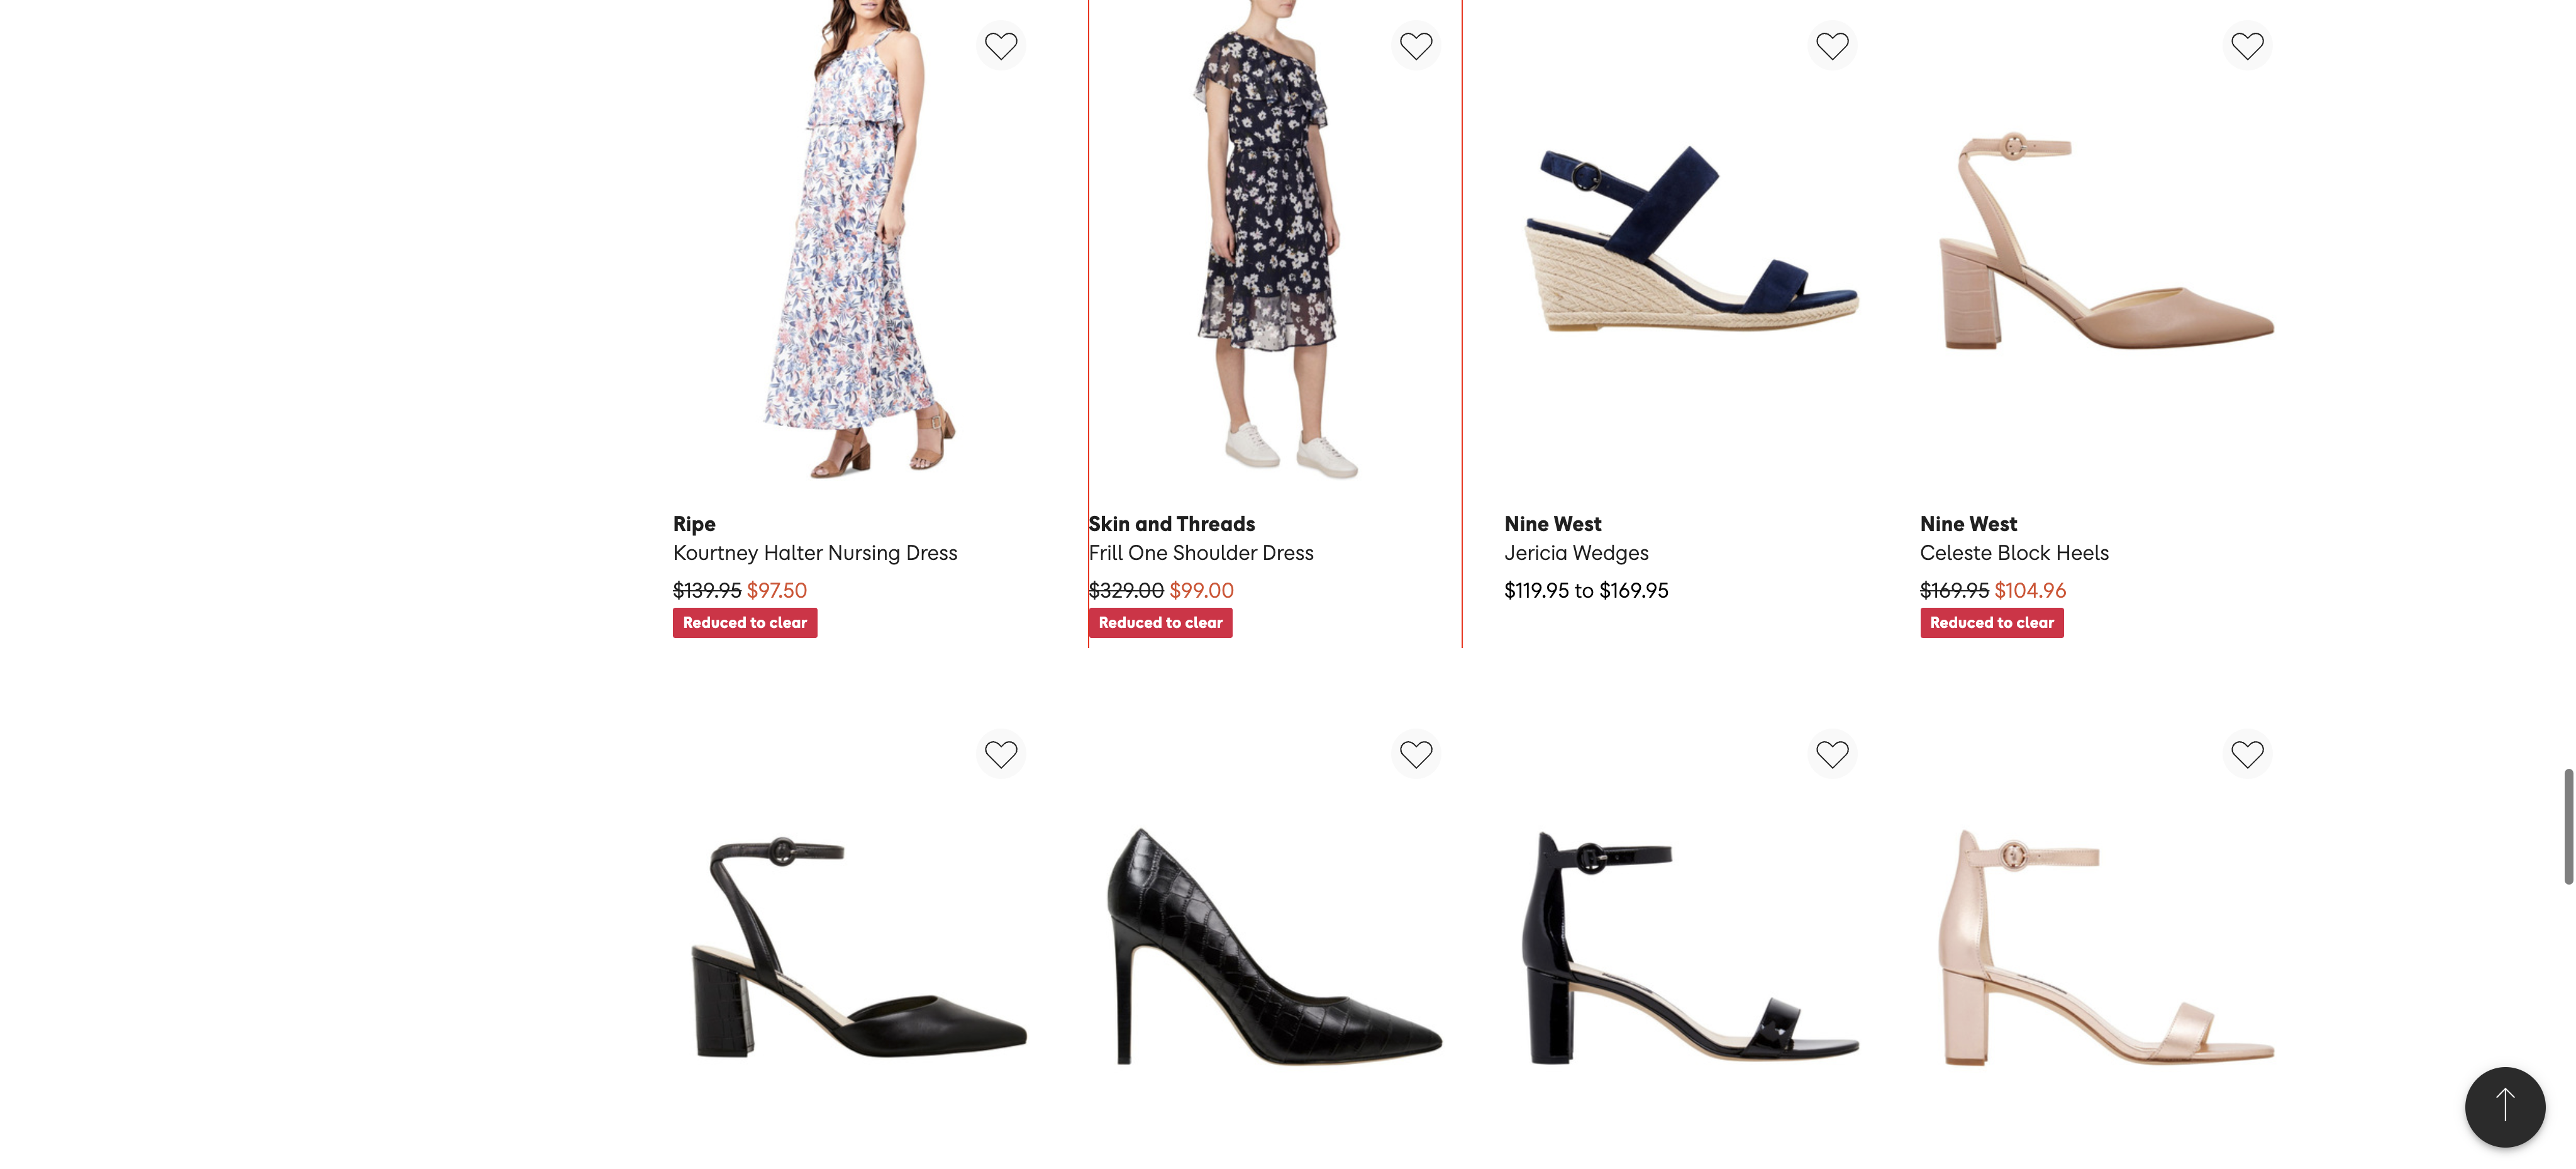 Ripe
Kourtney Halter Nursing Dress
$139.95 $97.50
Reduced to clear
Skin and Threads
Frill One Shoulder Dress
$329.00 $99.00
Reduced to clear
Nine West
Jericia Wedges
$119.95 to $169.95
Nine West
Celeste Block Heels
$169.95 $104.96
Reduced to clear